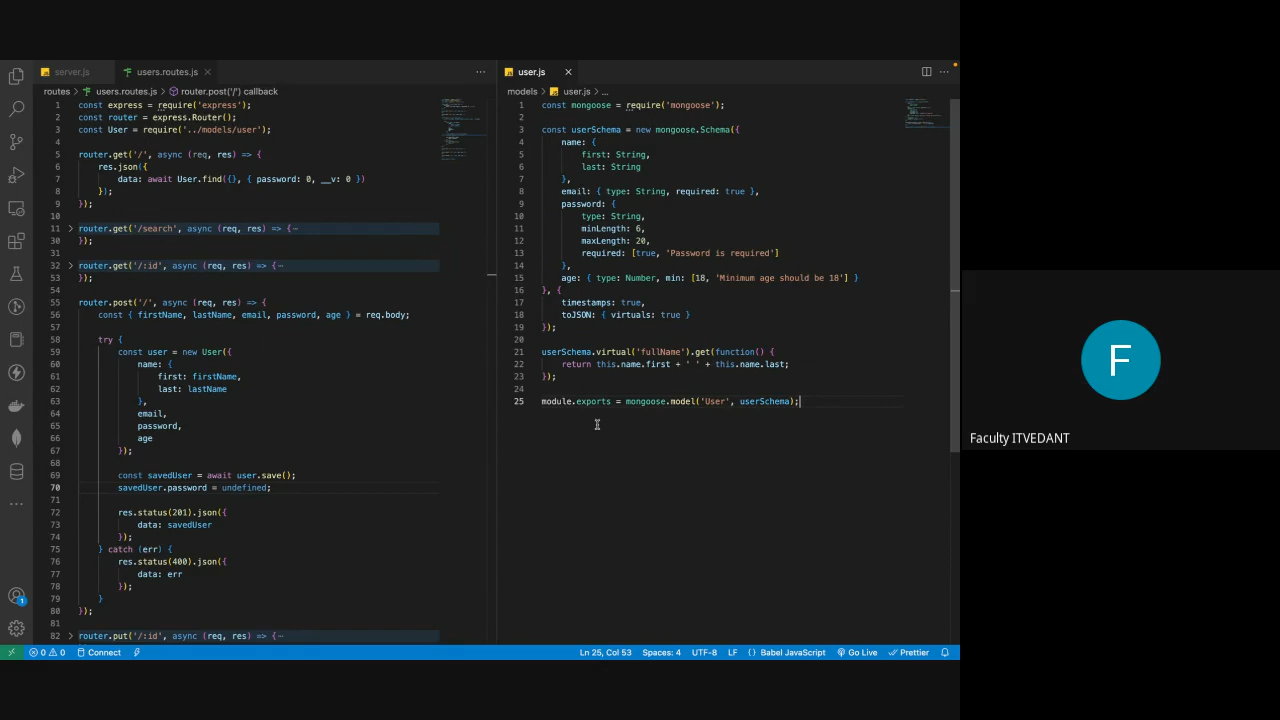 server.js
users.routes.js
routes > users.routes.js > router.post('/') callback
1 const express = require('express');
2 const router = express.Router();
3 const User = require('../models/user');
4
5 router.get('/', async (req, res) => {
6 res.json({
7 data: await User.find({}, { password: 0, __v: 0 })
8 });
9 });
10
11 router.get('/search', async (req, res) => {
30 });
31
32 router.get('/:id', async (req, res) => {
53 });
54
55 router.post('/', async (req, res) => {
56 const { firstName, lastName, email, password, age } = req.body;
57
58 try {
59 const user = new User({
60 name: {
61 first: firstName,
62 last: lastName
63 },
64 email,
65 password,
66 age
67 });
68
69 const savedUser = await user.save();
70 savedUser.password = undefined;
71
72 res.status(201).json({
73 data: savedUser
74 });
75 } catch (err) {
76 res.status(400).json({
77 data: err
78 });
79 }
80 });
81
82 router.put('/:id', async (req, res) => {
user.js
models > user.js > ...
1 const mongoose = require('mongoose');
2
3 const userSchema = new mongoose.Schema({
4 name: {
5 first: String,
6 last: String
7 },
8 email: { type: String, required: true },
9 password: {
10 type: String,
11 minLength: 6,
12 maxLength: 20,
13 required: [true, 'Password is required']
14 },
15 age: { type: Number, min: [18, 'Minimum age should be 18'] }
16 }, {
17 timestamps: true,
18 toJSON: { virtuals: true }
19 });
20
21 userSchema.virtual('fullName').get(function() {
22 return this.name.first + ' ' + this.name.last;
23 });
24
25 module.exports = mongoose.model('User', userSchema);
1
0 0 Connect Ln 25, Col 53 Spaces: 4 UTF-8 LF { } Babel JavaScript Go Live Prettier
F
Faculty ITVEDANT